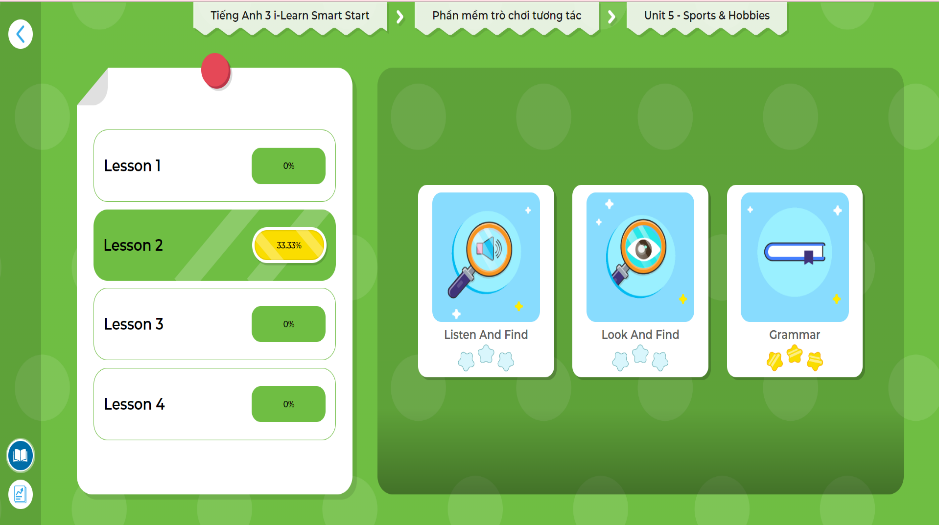 Tiếng Anh 3 i-Learn Smart Start
Phần mềm trò chơi tương tác
Unit 5 - Sports & Hobbies
Lesson 1
0%
Lesson 2
33.33%
Lesson 3
0%
Lesson 4
0%
Listen And Find
Look And Find
Grammar